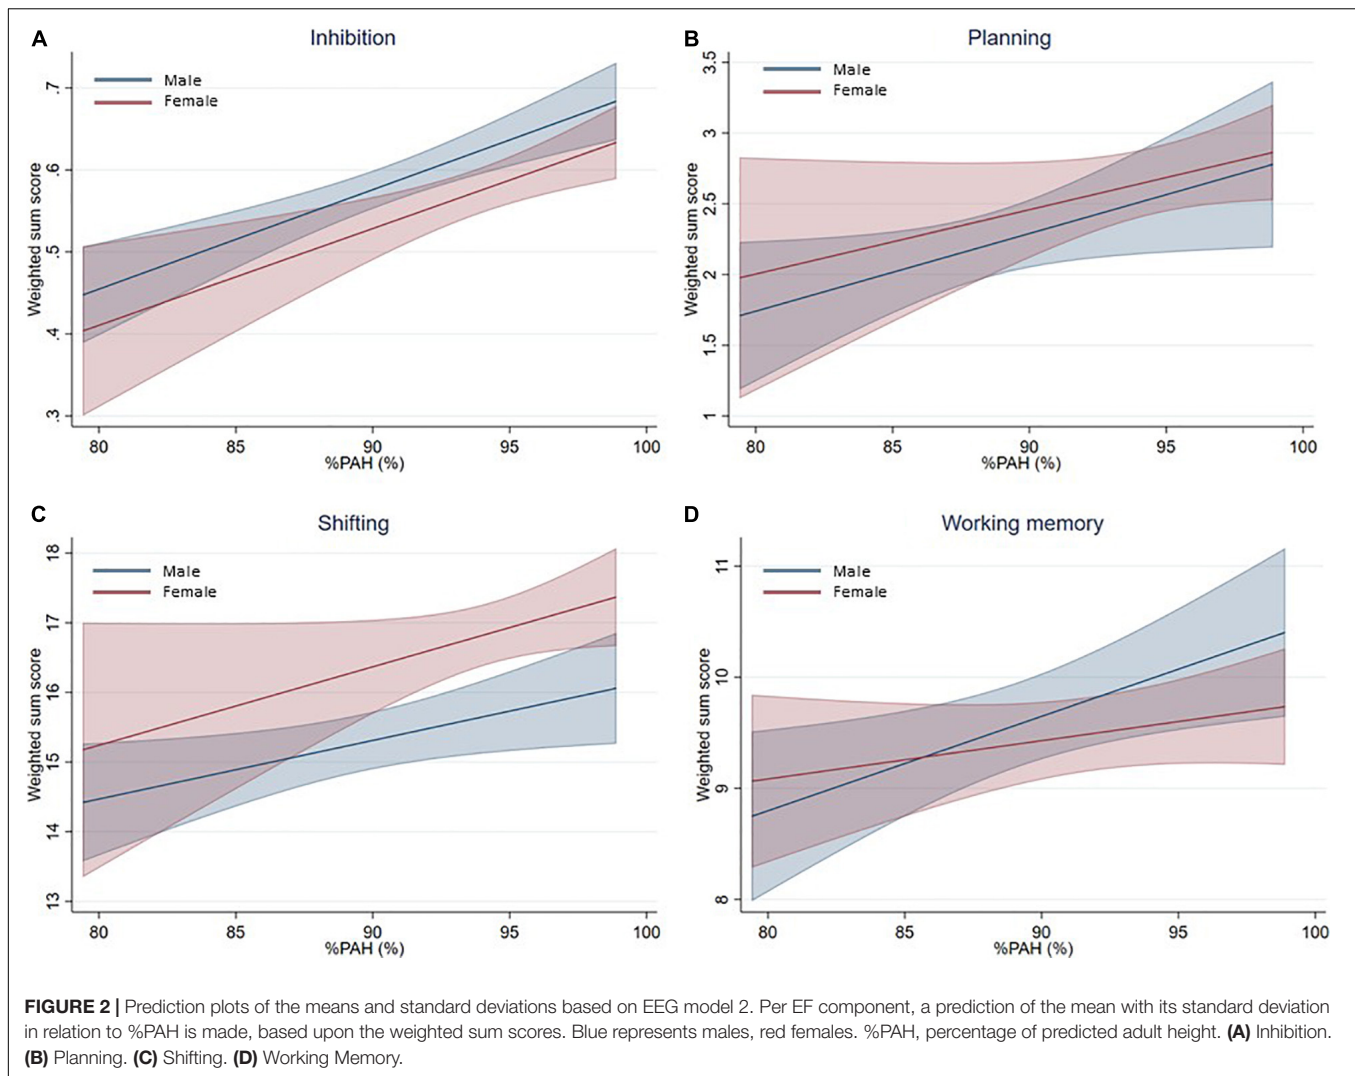 A
Inhibition
Male
Female
Weighted sum score
.7
.6
.5
.4
.3
80 85 90 95 100
%PAH (%)
B
Planning
Male
Female
Weighted sum score
3.5
3
2.5
2
1.5
1
80 85 90 95 100
%PAH (%)
C
Shifting
Male
Female
Weighted sum score
18
17
16
15
14
13
80 85 90 95 100
%PAH (%)
D
Working memory
Male
Female
Weighted sum score
11
10
9
8
80 85 90 95 100
%PAH (%)
FIGURE 2 | Prediction plots of the means and standard deviations based on EEG model 2. Per EF component, a prediction of the mean with its standard deviation
in relation to %PAH is made, based upon the weighted sum scores. Blue represents males, red females. %PAH, percentage of predicted adult height. (A) Inhibition.
(B) Planning. (C) Shifting. (D) Working Memory.